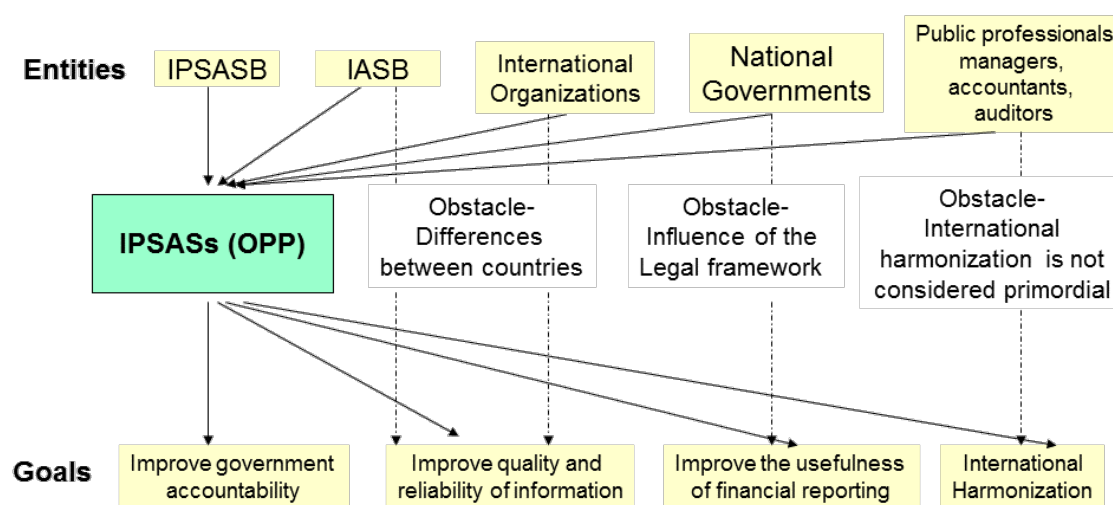 Entities
IPSASB
IASB
International
Organizations
National
Governments
Public professionals
managers,
accountants,
auditors
IPSASs (OPP)
Obstacle-
Differences
between countries
Obstacle-
Influence of the
Legal framework
Obstacle-
International
harmonization is not
considered primordial
Goals
Improve government
accountability
Improve quality and
reliability of information
Improve the usefulness
of financial reporting
International
Harmonization